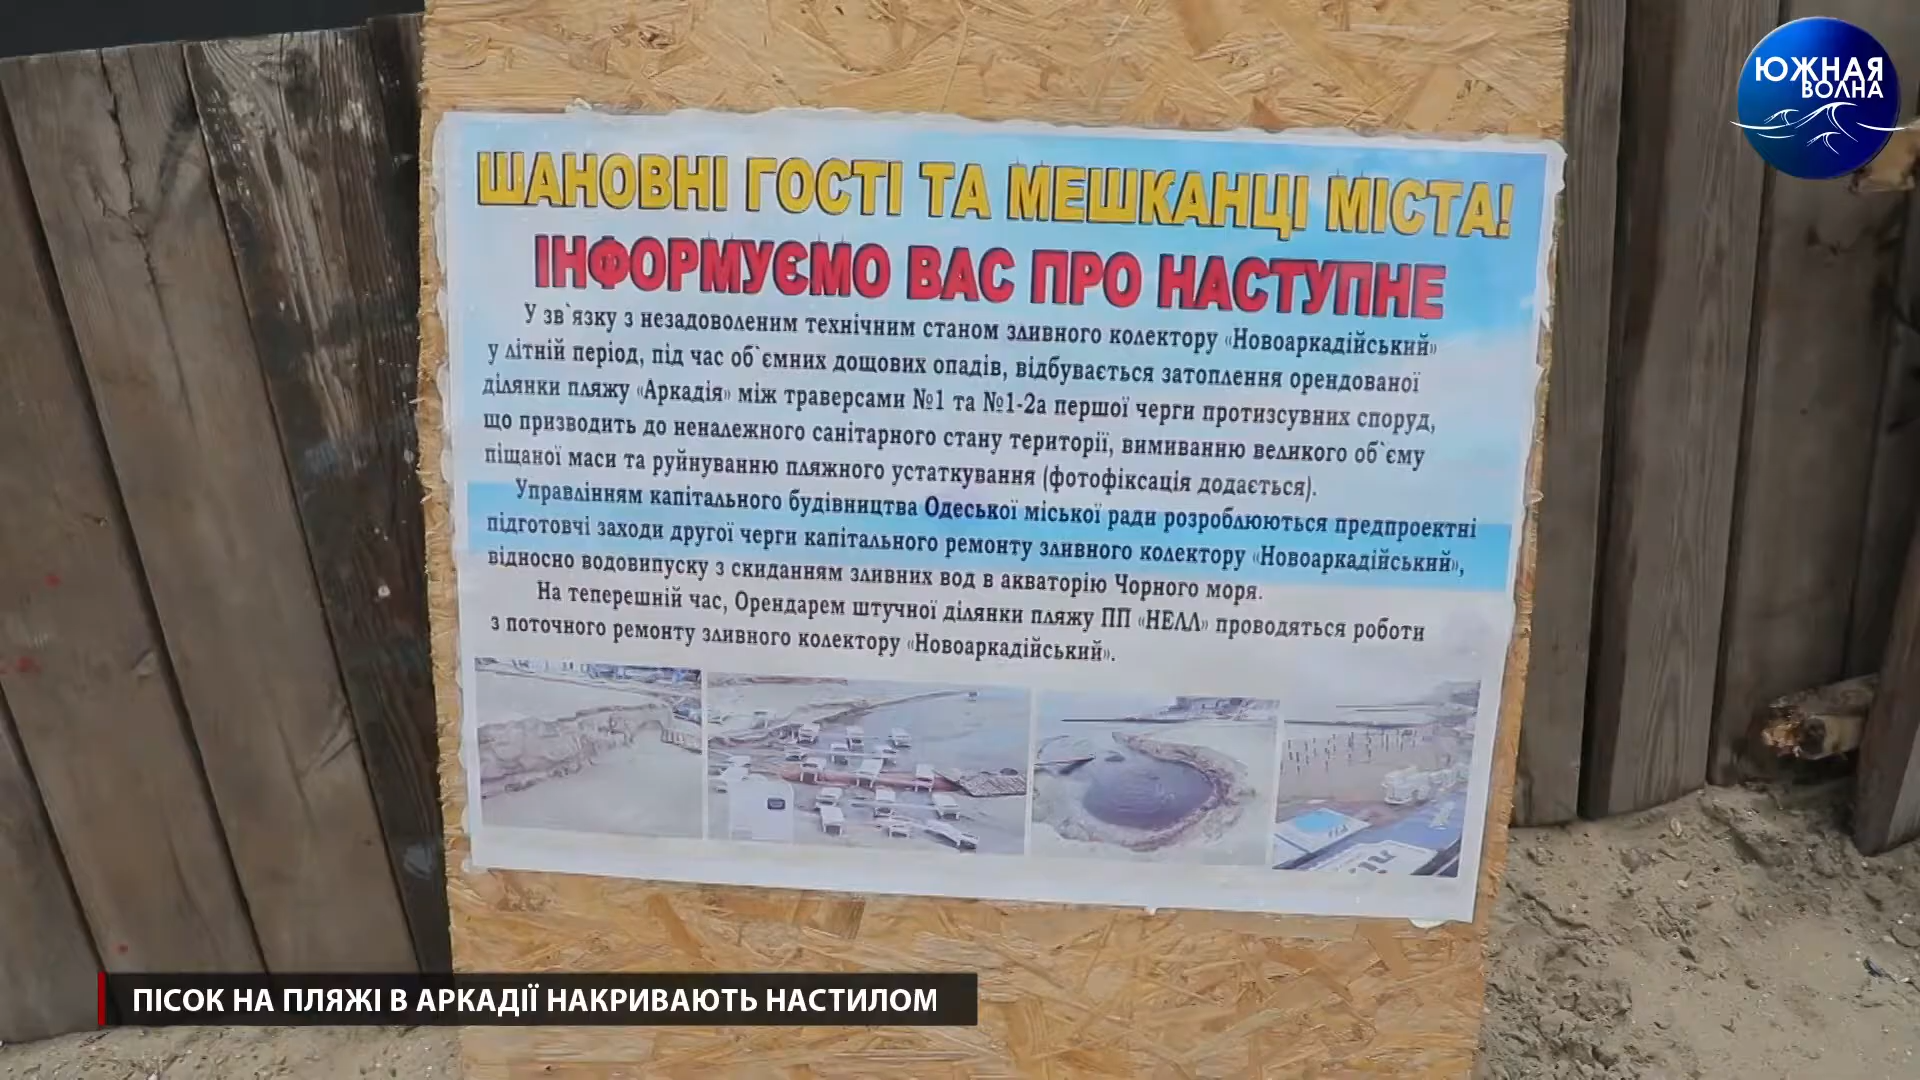 ЮЖНАЯ
ВОЛНА
ШАНОВНІ ГОСТІ ТА МЕШКАНЦІ МІСТА!
ІНФОРМУЄМО ВАС ПРО НАСТУПНЕ
У зв`язку з незадоволеним технічним станом зливного колектору «Новоаркадійський»
у літній період, під час об`ємних дощових опадів, відбувається затоплення орендованої
ділянки пляжу «Аркадія» між траверсами №1 та №1-2а першої черги протизсувних споруд,
що призводить до неналежного санітарного стану території, вимиванню великого об`єму
піщаної маси та руйнуванню пляжного устаткування (фотофіксація додається).
Управлінням капітального будівництва Одеської міської ради розроблюються предпроектні
підготовчі заходи другої черги капітального ремонту зливного колектору «Новоаркадійський»,
відносно водовипуску з скиданням зливних вод в акваторію Чорного моря.
На теперешній час, Орендарем штучної ділянки пляжу ПП «НЕЛЛ» проводяться роботи
з поточного ремонту зливного колектору «Новоаркадійський».
ПІСОК НА ПЛЯЖІ В АРКАДІЇ НАКРИВАЮТЬ НАСТИЛОМ